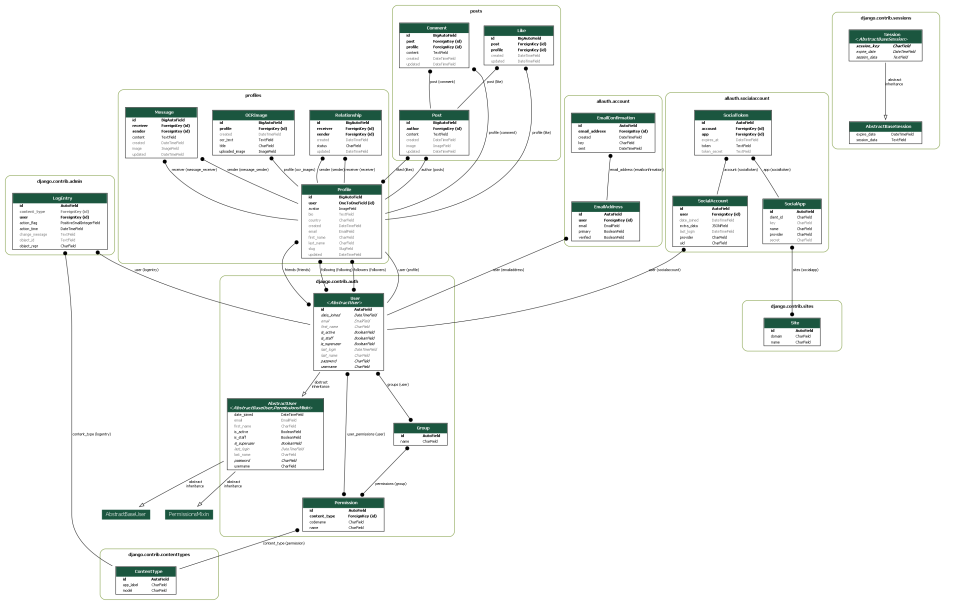 posts
Comment
id BigAutoField
post ForeignKey (id)
profile ForeignKey (id)
content TextField
created DateTimeField
updated DateTimeField
Like
id BigAutoField
post ForeignKey (id)
profile ForeignKey (id)
created DateTimeField
updated DateTimeField
post (comment)
post (like)
Post
id BigAutoField
author ForeignKey (id)
content TextField
created DateTimeField
image ImageField
updated DateTimeField
profile (comment)
profile (like)
author (posts)
django.contrib.sessions
Session
<AbstractBaseSession>
session_key CharField
expire_date DateTimeField
session_data TextField
abstract
inheritance
AbstractBaseSession
expire_date DateTimeField
session_data TextField
profiles
Message
id BigAutoField
receiver ForeignKey (id)
sender ForeignKey (id)
content TextField
created DateTimeField
image ImageField
updated DateTimeField
OCRImage
id BigAutoField
profile ForeignKey (id)
created DateTimeField
ocr_text TextField
title CharField
uploaded_image ImageField
Relationship
id BigAutoField
receiver ForeignKey (id)
sender ForeignKey (id)
created DateTimeField
status CharField
updated DateTimeField
receiver (message_receiver)
sender (message_sender)
profile (ocr_images)
Profile
id BigAutoField
user OneToOneField (id)
avatar ImageField
bio TextField
country CharField
created DateTimeField
email EmailField
first_name CharField
last_name CharField
slug SlugField
updated DateTimeField
friends (friends)
user (profile)
allauth.account
EmailConfirmation
id AutoField
email_address ForeignKey (id)
created DateTimeField
key CharField
sent DateTimeField
email_address (emailconfirmation)
EmailAddress
id AutoField
user ForeignKey (id)
email EmailField
primary BooleanField
verified BooleanField
user (emailaddress)
allauth.socialaccount
SocialToken
id AutoField
account ForeignKey (id)
app ForeignKey (id)
expires_at DateTimeField
token TextField
token_secret TextField
account (socialtoken)
app (socialtoken)
SocialAccount
id AutoField
user ForeignKey (id)
date_joined DateTimeField
extra_data JSONField
last_login DateTimeField
provider CharField
uid CharField
SocialApp
id AutoField
client_id CharField
key CharField
name CharField
provider CharField
secret CharField
user (socialaccount)
sites (socialapp)
django.contrib.sites
Site
id AutoField
domain CharField
name CharField
django.contrib.admin
LogEntry
id AutoField
content_type ForeignKey (id)
user ForeignKey (id)
action_flag PositiveSmallIntegerField
action_time DateTimeField
change_message TextField
object_id TextField
object_repr CharField
user (logentry)
content_type (logentry)
django.contrib.auth
User
<AbstractUser>
id AutoField
date_joined DateTimeField
email EmailField
first_name CharField
is_active BooleanField
is_staff BooleanField
is_superuser BooleanField
last_login DateTimeField
last_name CharField
password CharField
username CharField
abstract
inheritance
groups (user)
user_permissions (user)
AbstractUser
<AbstractBaseUser,PermissionsMixin>
date_joined DateTimeField
email EmailField
first_name CharField
is_active BooleanField
is_staff BooleanField
is_superuser BooleanField
last_login DateTimeField
last_name CharField
password CharField
username CharField
Group
id AutoField
name CharField
permissions (group)
abstract
inheritance
abstract
inheritance
AbstractBaseUser
PermissionsMixin
Permission
id AutoField
content_type ForeignKey (id)
codename CharField
name CharField
content_type (permission)
django.contrib.contenttypes
ContentType
id AutoField
app_label CharField
model CharField